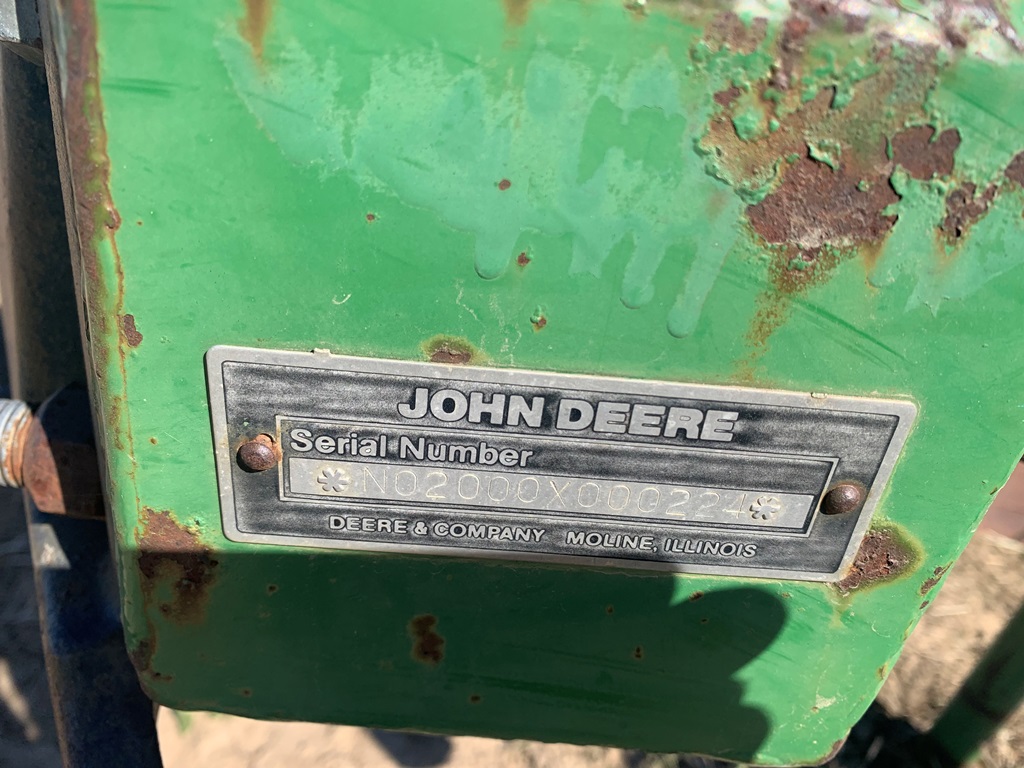 JOHN DEERE
Serial Number
*N02000X000224*
DEERE & COMPANY MOLINE, ILLINOIS